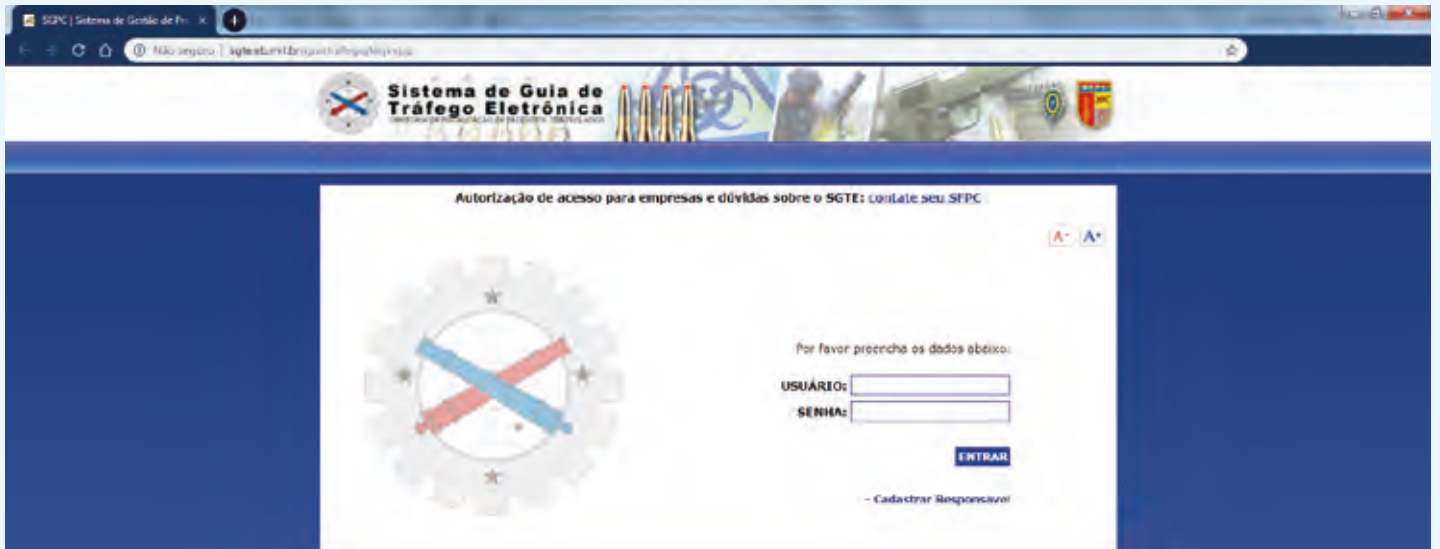 SGPC | Sistema de Gestão de
Não seguro
Sistema de Guia de
Tráfego Eletrônica
Autorização de acesso para empresas e dúvidas sobre o SGTE: contate seu SFPC
A- A+
Por favor preencha os dados abaixo:
USUÁRIO:
SENHA:
ENTRAR
- Cadastrar Responsavel